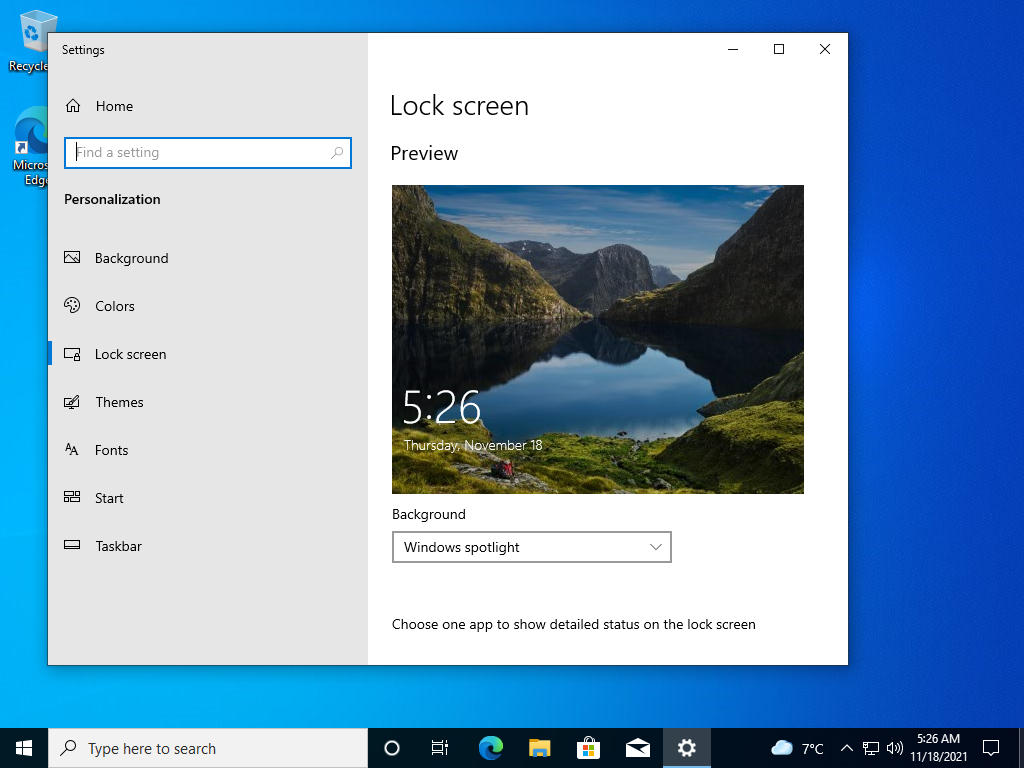 Recycle
Micros
Edge
Settings
Home
Find a setting
Personalization
Background
Colors
Lock screen
Themes
Fonts
Start
Taskbar
Lock screen
Preview
5:26
Thursday, November 18
Background
Windows spotlight
Choose one app to show detailed status on the lock screen
Type here to search
7°C
5:26 AM
11/18/2021